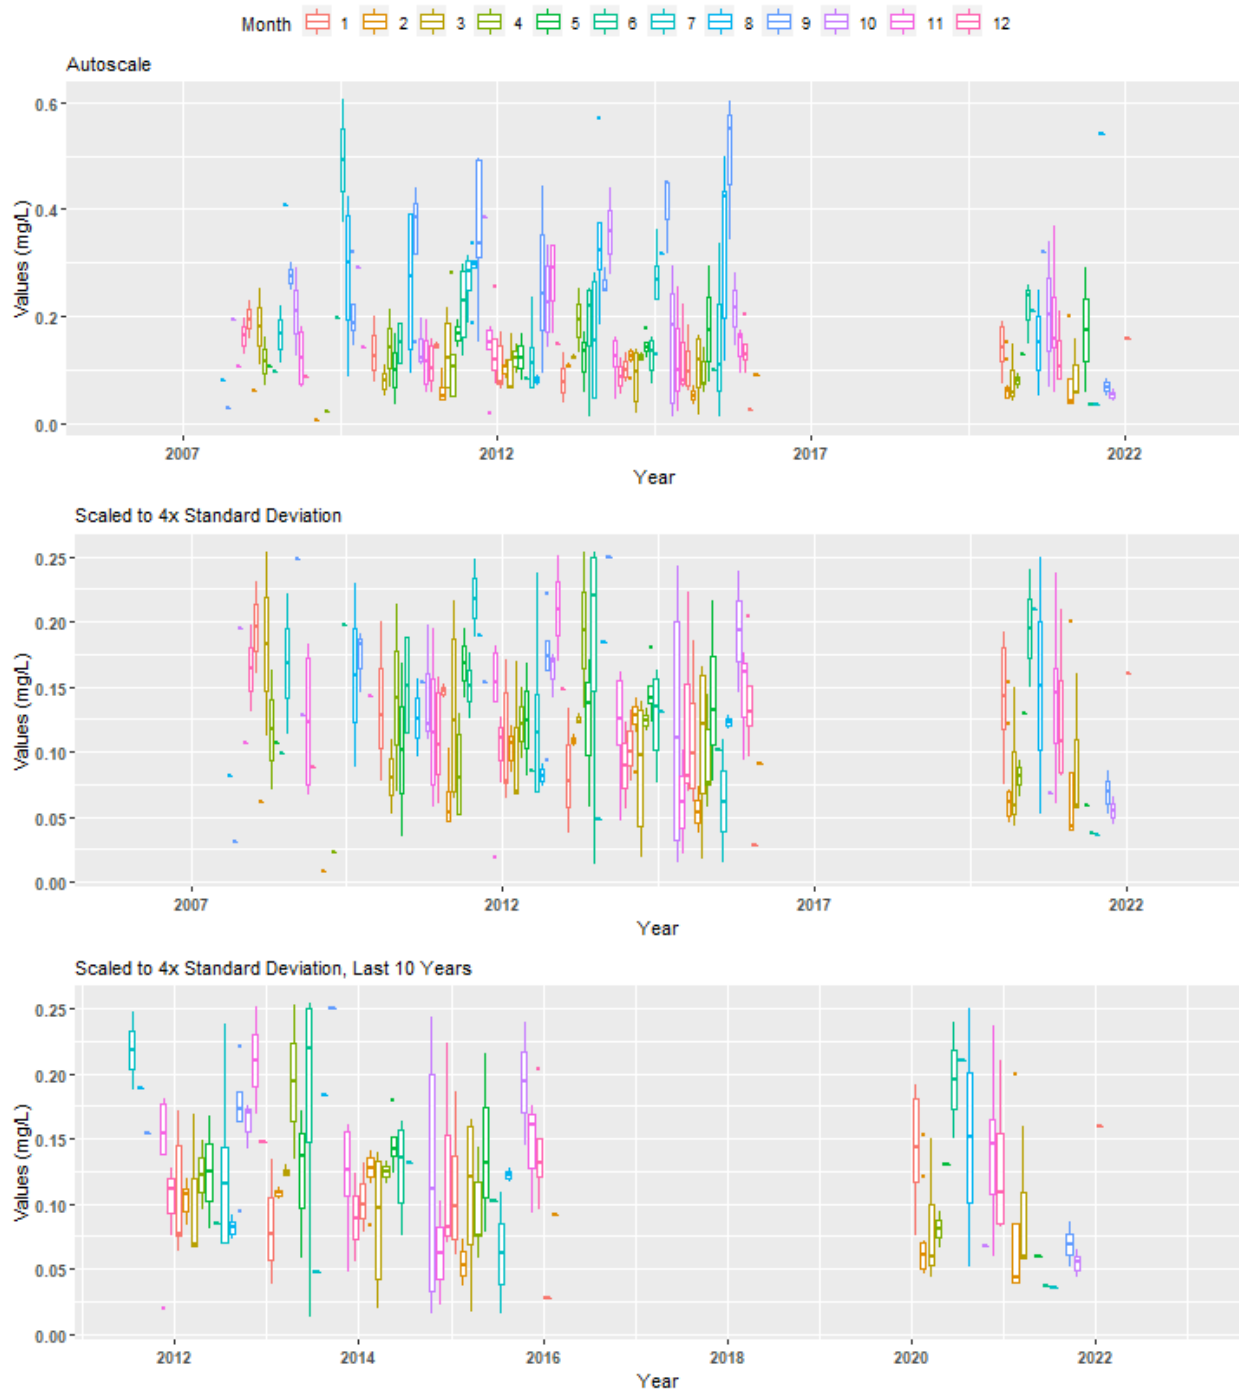 Month 1 2 3 4 5 6 7 8 9 10 11 12
Autoscale
Values (mg/L)
0.6
0.4
0.2
0.0
2007 2012 2017 2022
Year
Scaled to 4x Standard Deviation
Values (mg/L)
0.25
0.20
0.15
0.10
0.05
0.00
2007 2012 2017 2022
Year
Scaled to 4x Standard Deviation, Last 10 Years
Values (mg/L)
0.25
0.20
0.15
0.10
0.05
0.00
2012 2014 2016 2018 2020 2022
Year